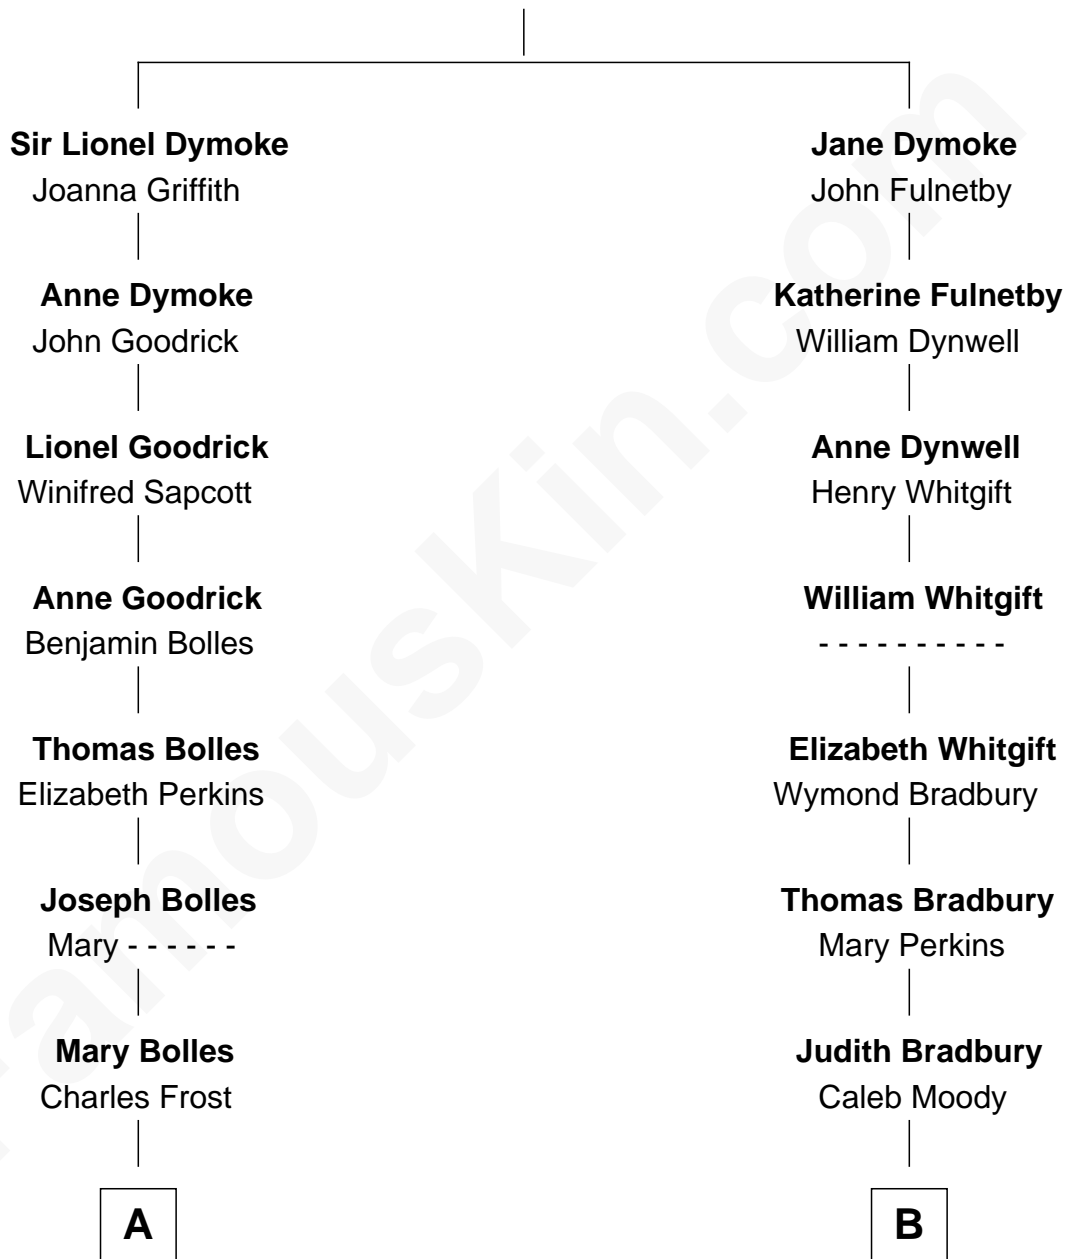 Sir Lionel Dymoke
Joanna Griffith
Anne Dymoke
John Goodrick
Lionel Goodrick
Winifred Sapcott
Anne Goodrick
Benjamin Bolles
Thomas Bolles
Elizabeth Perkins
Joseph Bolles
Mary - - - - - -
Mary Bolles
Charles Frost
A
Jane Dymoke
John Fulnetby
Katherine Fulnetby
William Dynwell
Anne Dynwell
Henry Whitgift
William Whitgift
- - - - - - - - - -
Elizabeth Whitgift
Wymond Bradbury
Thomas Bradbury
Mary Perkins
Judith Bradbury
Caleb Moody
B
FamousKin.com